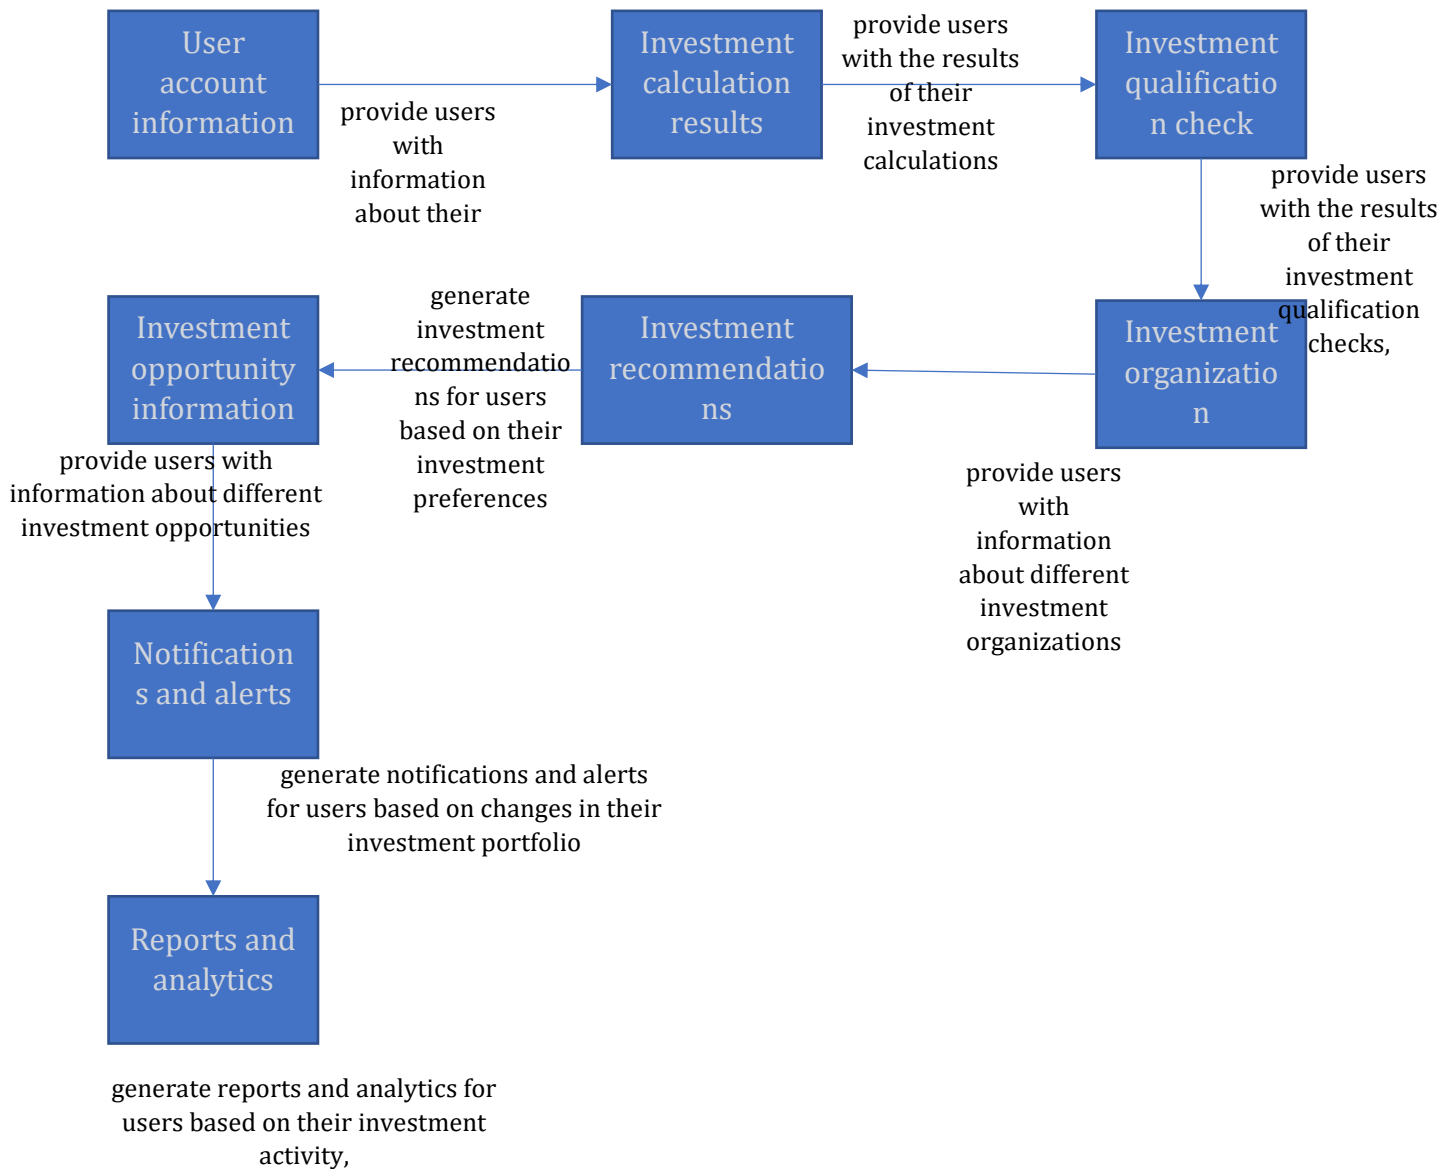 User
account
information
provide users
with
information
about their
Investment
calculation
results
provide users
with the results
of their
investment
calculations
Investment
qualificatio
n check
provide users
with the results
of their
investment
qualification
checks,
Investment
organizatio
n
provide users
with
information
about different
investment
organizations
Investment
recommendatio
ns
generate
investment
recommendatio
ns for users
based on their
investment
preferences
Investment
opportunity
information
provide users with
information about different
investment opportunities
Notification
s and alerts
generate notifications and alerts
for users based on changes in their
investment portfolio
Reports and
analytics
generate reports and analytics for
users based on their investment
activity,